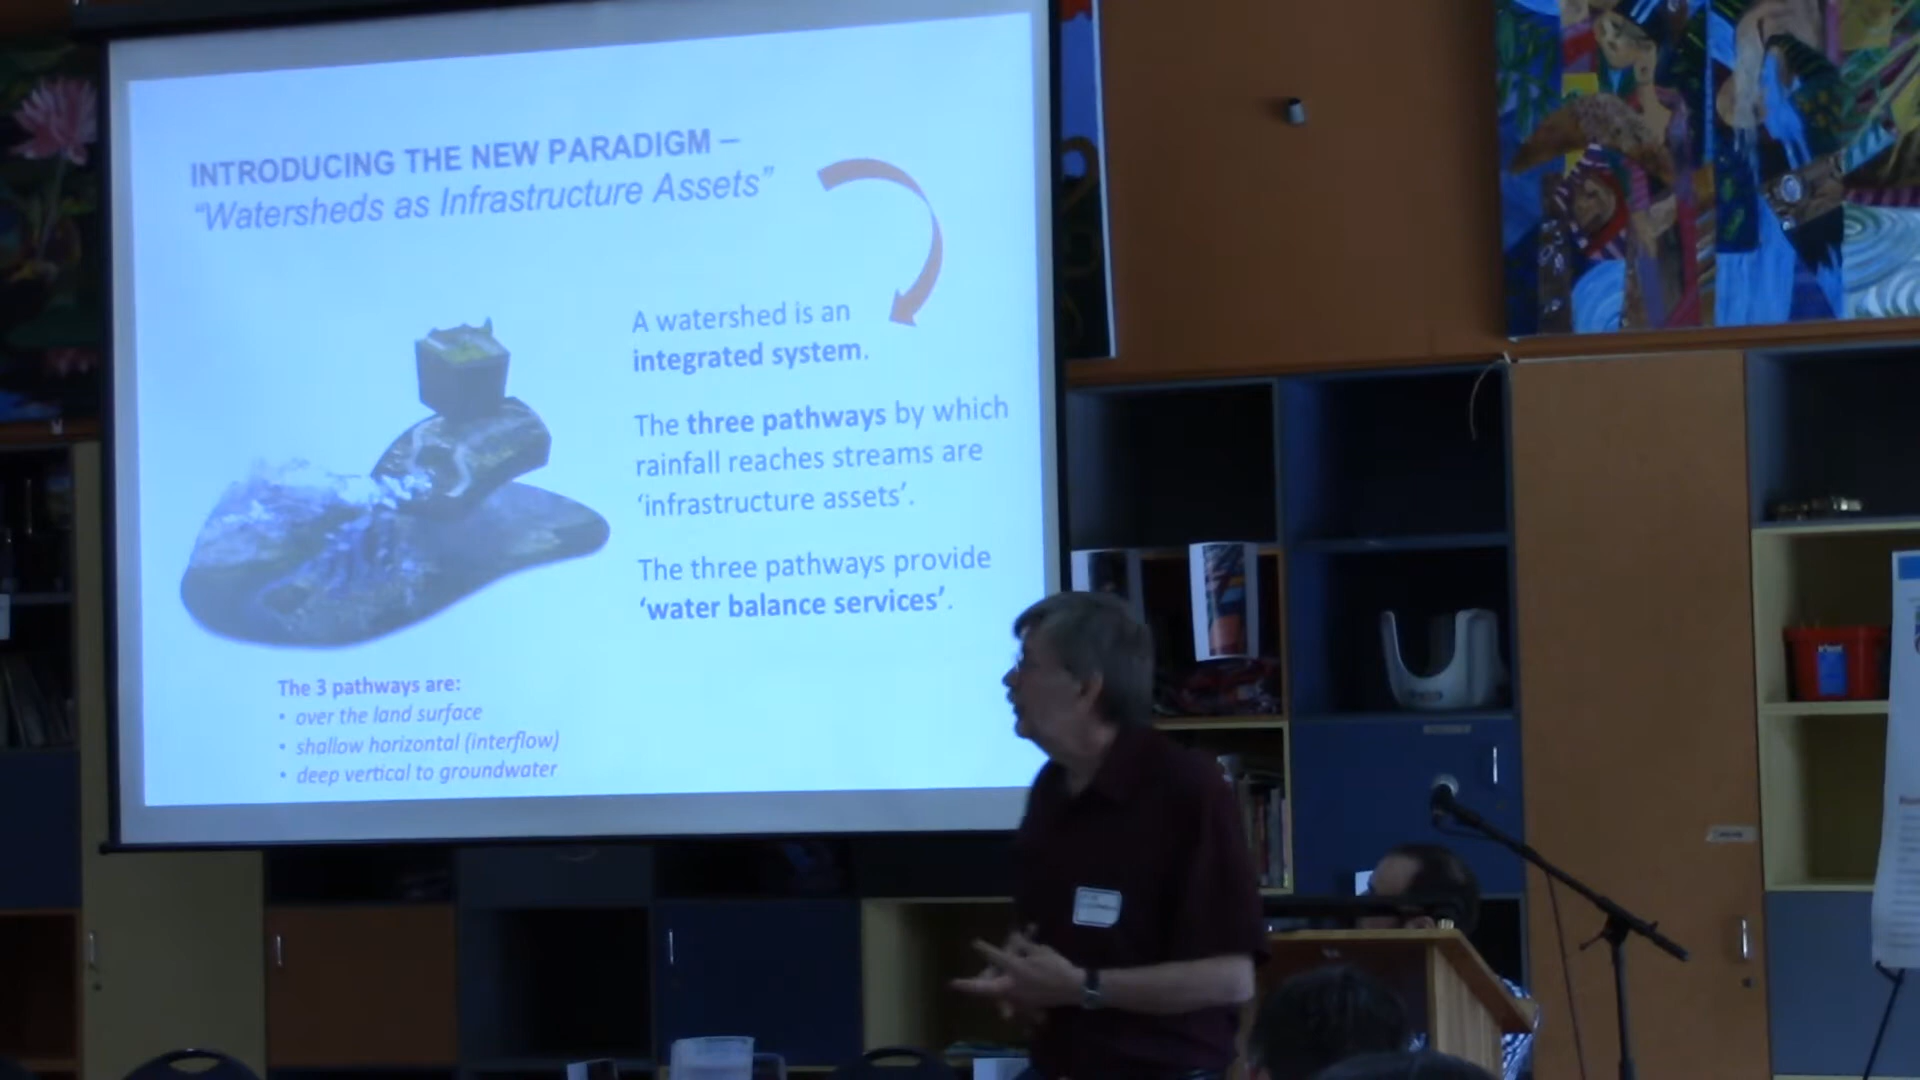 INTRODUCING THE NEW PARADIGM –
“Watersheds as Infrastructure Assets”
A watershed is an
integrated system.
The three pathways by which
rainfall reaches streams are
‘infrastructure assets’.
The three pathways provide
‘water balance services’.
The 3 pathways are:
• over the land surface
• shallow horizontal (interflow)
• deep vertical to groundwater